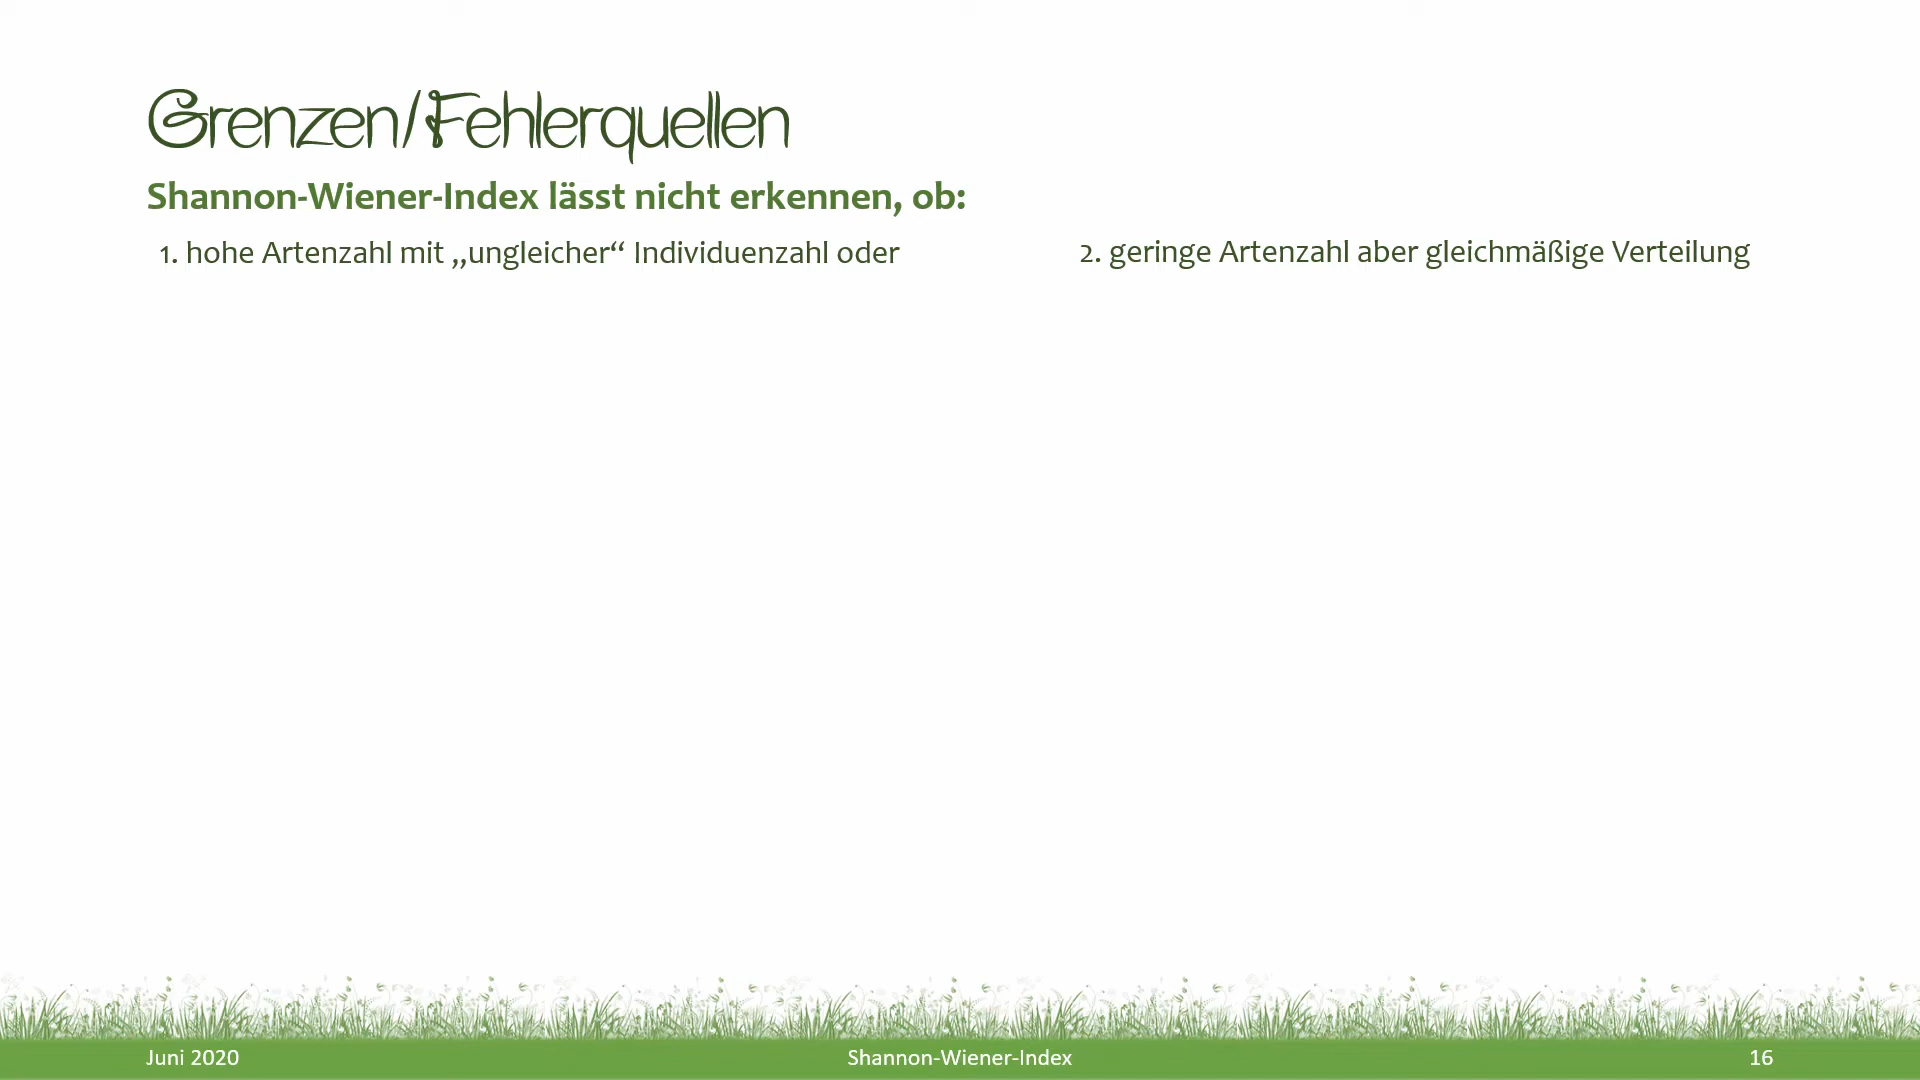 Grenzen/Fehlerquellen
Shannon-Wiener-Index lässt nicht erkennen, ob:
1. hohe Artenzahl mit „ungleicher“ Individuenzahl oder
2. geringe Artenzahl aber gleichmäßige Verteilung
Juni 2020
Shannon-Wiener-Index
16